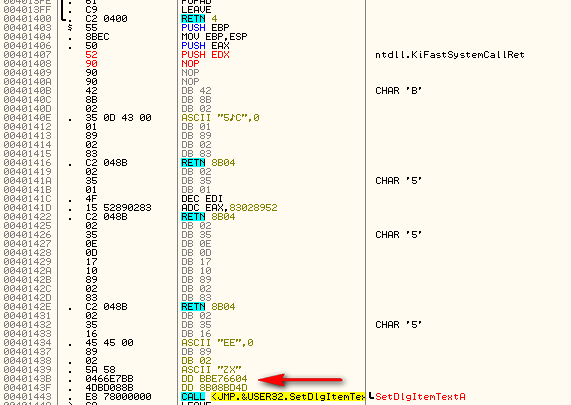 004013FE . 61 POPAD
004013FF . C9 LEAVE
00401400 . C2 0400 RETN 4
00401403 $ 55 PUSH EBP
00401404 . 8BEC MOV EBP,ESP
00401406 . 50 PUSH EAX
00401407 52 PUSH EDX ntdll.KiFastSystemCallRet
00401408 90 NOP
00401409 90 NOP
0040140A 90 NOP
0040140B 42 DB 42 CHAR 'B'
0040140C 8B DB 8B
0040140D 02 DB 02
0040140E . 35 0D 43 00 ASCII "5♪C",0
00401412 01 DB 01
00401413 89 DB 89
00401414 02 DB 02
00401415 83 DB 83
00401416 . C2 048B RETN 8B04
00401419 02 DB 02
0040141A 35 DB 35 CHAR '5'
0040141B 01 DB 01
0040141C . 4F DEC EDI
0040141D . 15 52890283 ADC EAX,83028952
00401422 . C2 048B RETN 8B04
00401425 02 DB 02
00401426 35 DB 35 CHAR '5'
00401427 0E DB 0E
00401428 0D DB 0D
00401429 17 DB 17
0040142A 10 DB 10
0040142B 89 DB 89
0040142C 02 DB 02
0040142D 83 DB 83
0040142E . C2 048B RETN 8B04
00401431 02 DB 02
00401432 35 DB 35 CHAR '5'
00401433 16 DB 16
00401434 . 45 45 00 ASCII "EE",0
00401437 89 DB 89
00401438 02 DB 02
00401439 . 5A 58 ASCII "ZX"
0040143B . 0466E7BB DD BBE76604
0040143F . 4DBD088B DD 8B08BD4D
00401443 . E8 78000000 CALL <JMP.&USER32.SetDlgItemTex SetDlgItemTextA